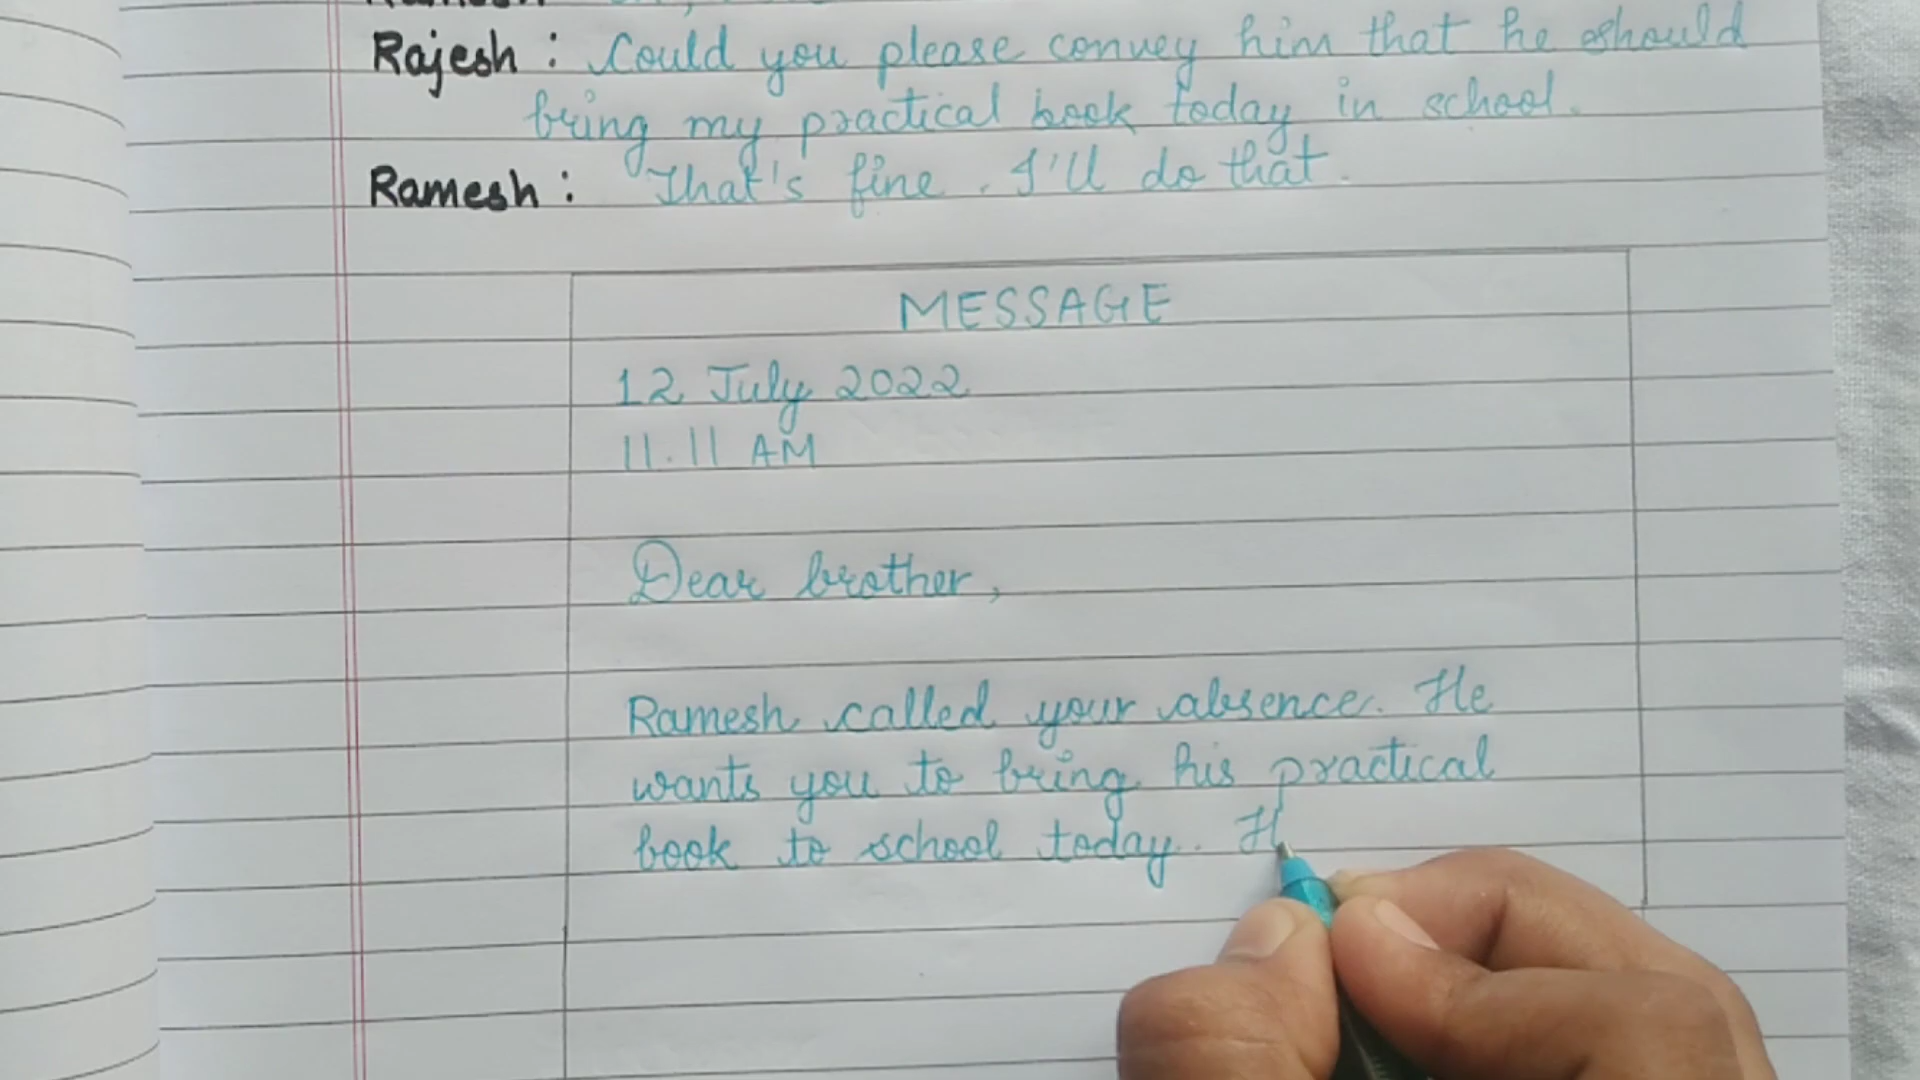 Rajesh : Could you please convey him that he should
bring my practical book today in school.
Ramesh : That's fine. I'll do that.
MESSAGE
12 July 2022
11.11 AM
Dear brother,
Ramesh called your absence. He
wants you to bring his practical
book to school today. H